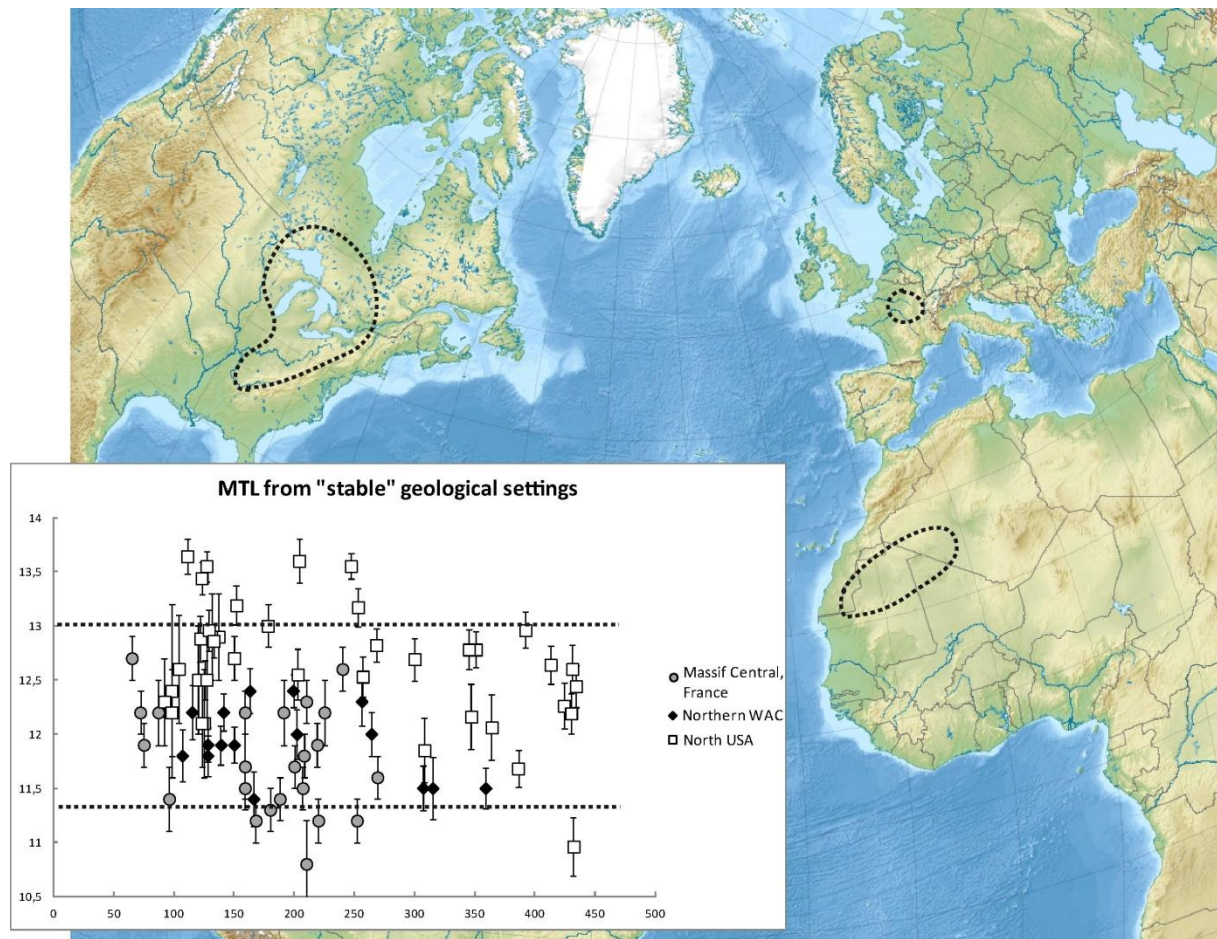 MTL from "stable" geological settings
14
13,5
13
12,5
12
11,5
11
10,5
0 50 100 150 200 250 300 350 400 450 500
Massif Central,
France
Northern WAC
North USA